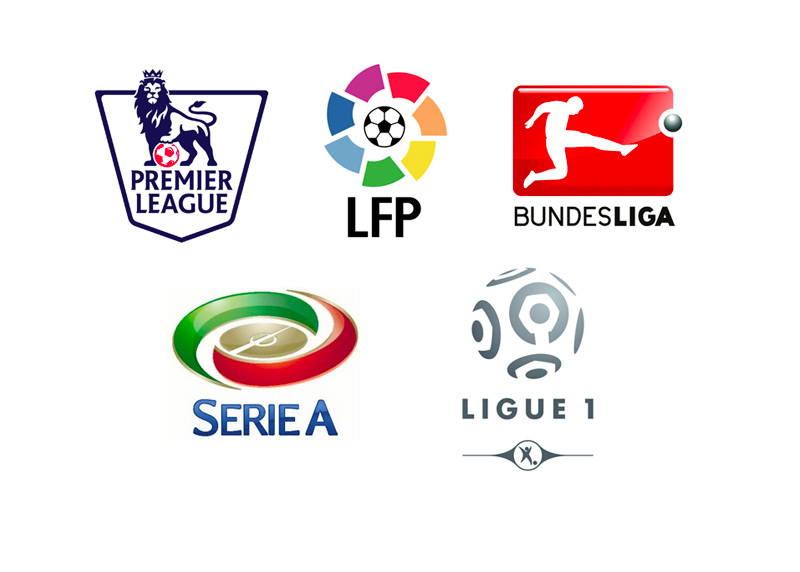 PREMIER
LEAGUE
LFP
BUNDESLIGA
SERIE A
LIGUE 1